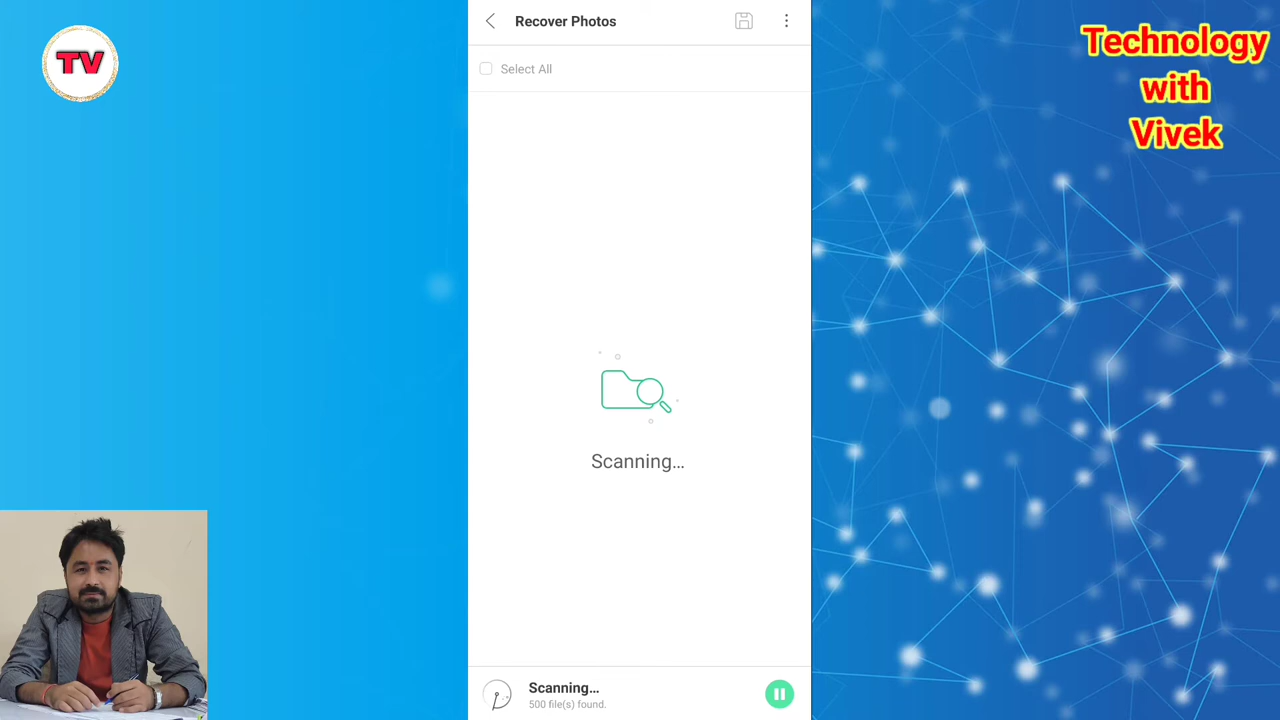 TV
Recover Photos
Select All
Scanning...
Scanning...
500 file(s) found.
Technology
with
Vivek